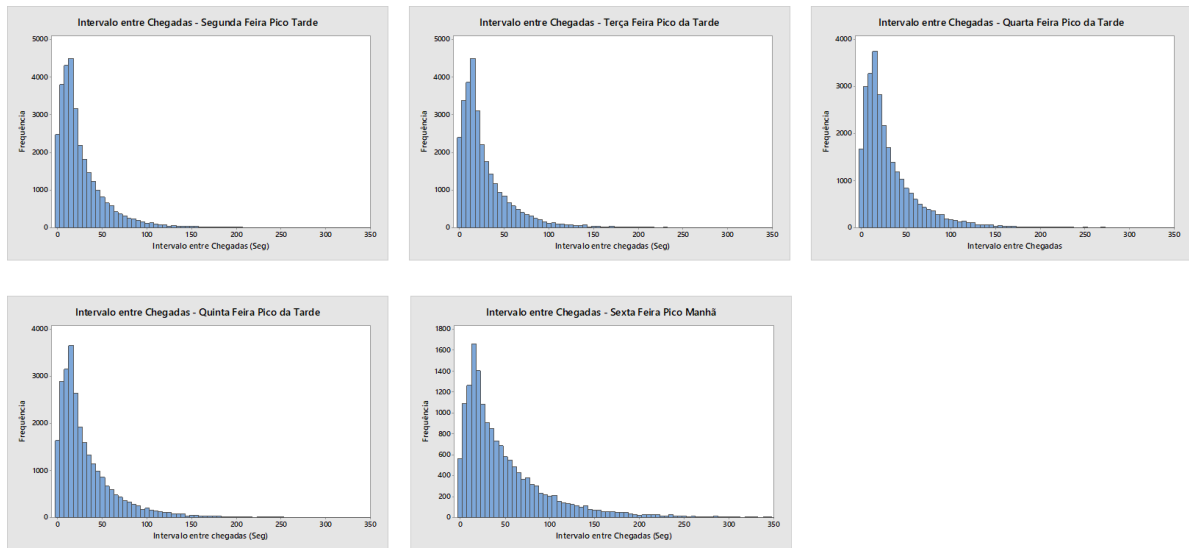 Intervalo entre Chegadas - Segunda Feira Pico Tarde
5000
4000
3000
2000
1000
0
Frequência
0 50 100 150 200 250 300 350
Intervalo entre Chegadas (Seg)
Intervalo entre Chegadas - Terça Feira Pico da Tarde
5000
4000
3000
2000
1000
0
Frequência
0 50 100 150 200 250 300 350
Intervalo entre chegadas (Seg)
Intervalo entre Chegadas - Quarta Feira Pico da Tarde
4000
3000
2000
1000
0
Frequência
0 50 100 150 200 250 300 350
Intervalo entre Chegadas
Intervalo entre Chegadas - Quinta Feira Pico da Tarde
4000
3000
2000
1000
0
Frequência
0 50 100 150 200 250 300 350
Intervalo entre chegadas (Seg)
Intervalo entre Chegadas - Sexta Feira Pico Manhã
1800
1600
1400
1200
1000
800
600
400
200
0
Frequência
0 50 100 150 200 250 300 350
Intervalo entre Chegadas (Seg)